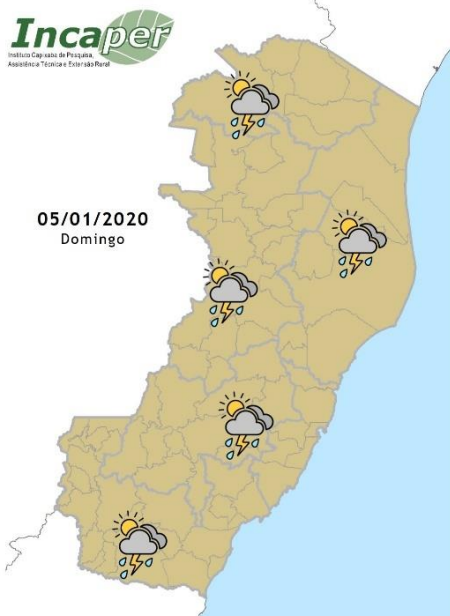 Incaper
Instituto Capixaba de Pesquisa,
Assistência Técnica e Extensão Rural
05/01/2020
Domingo